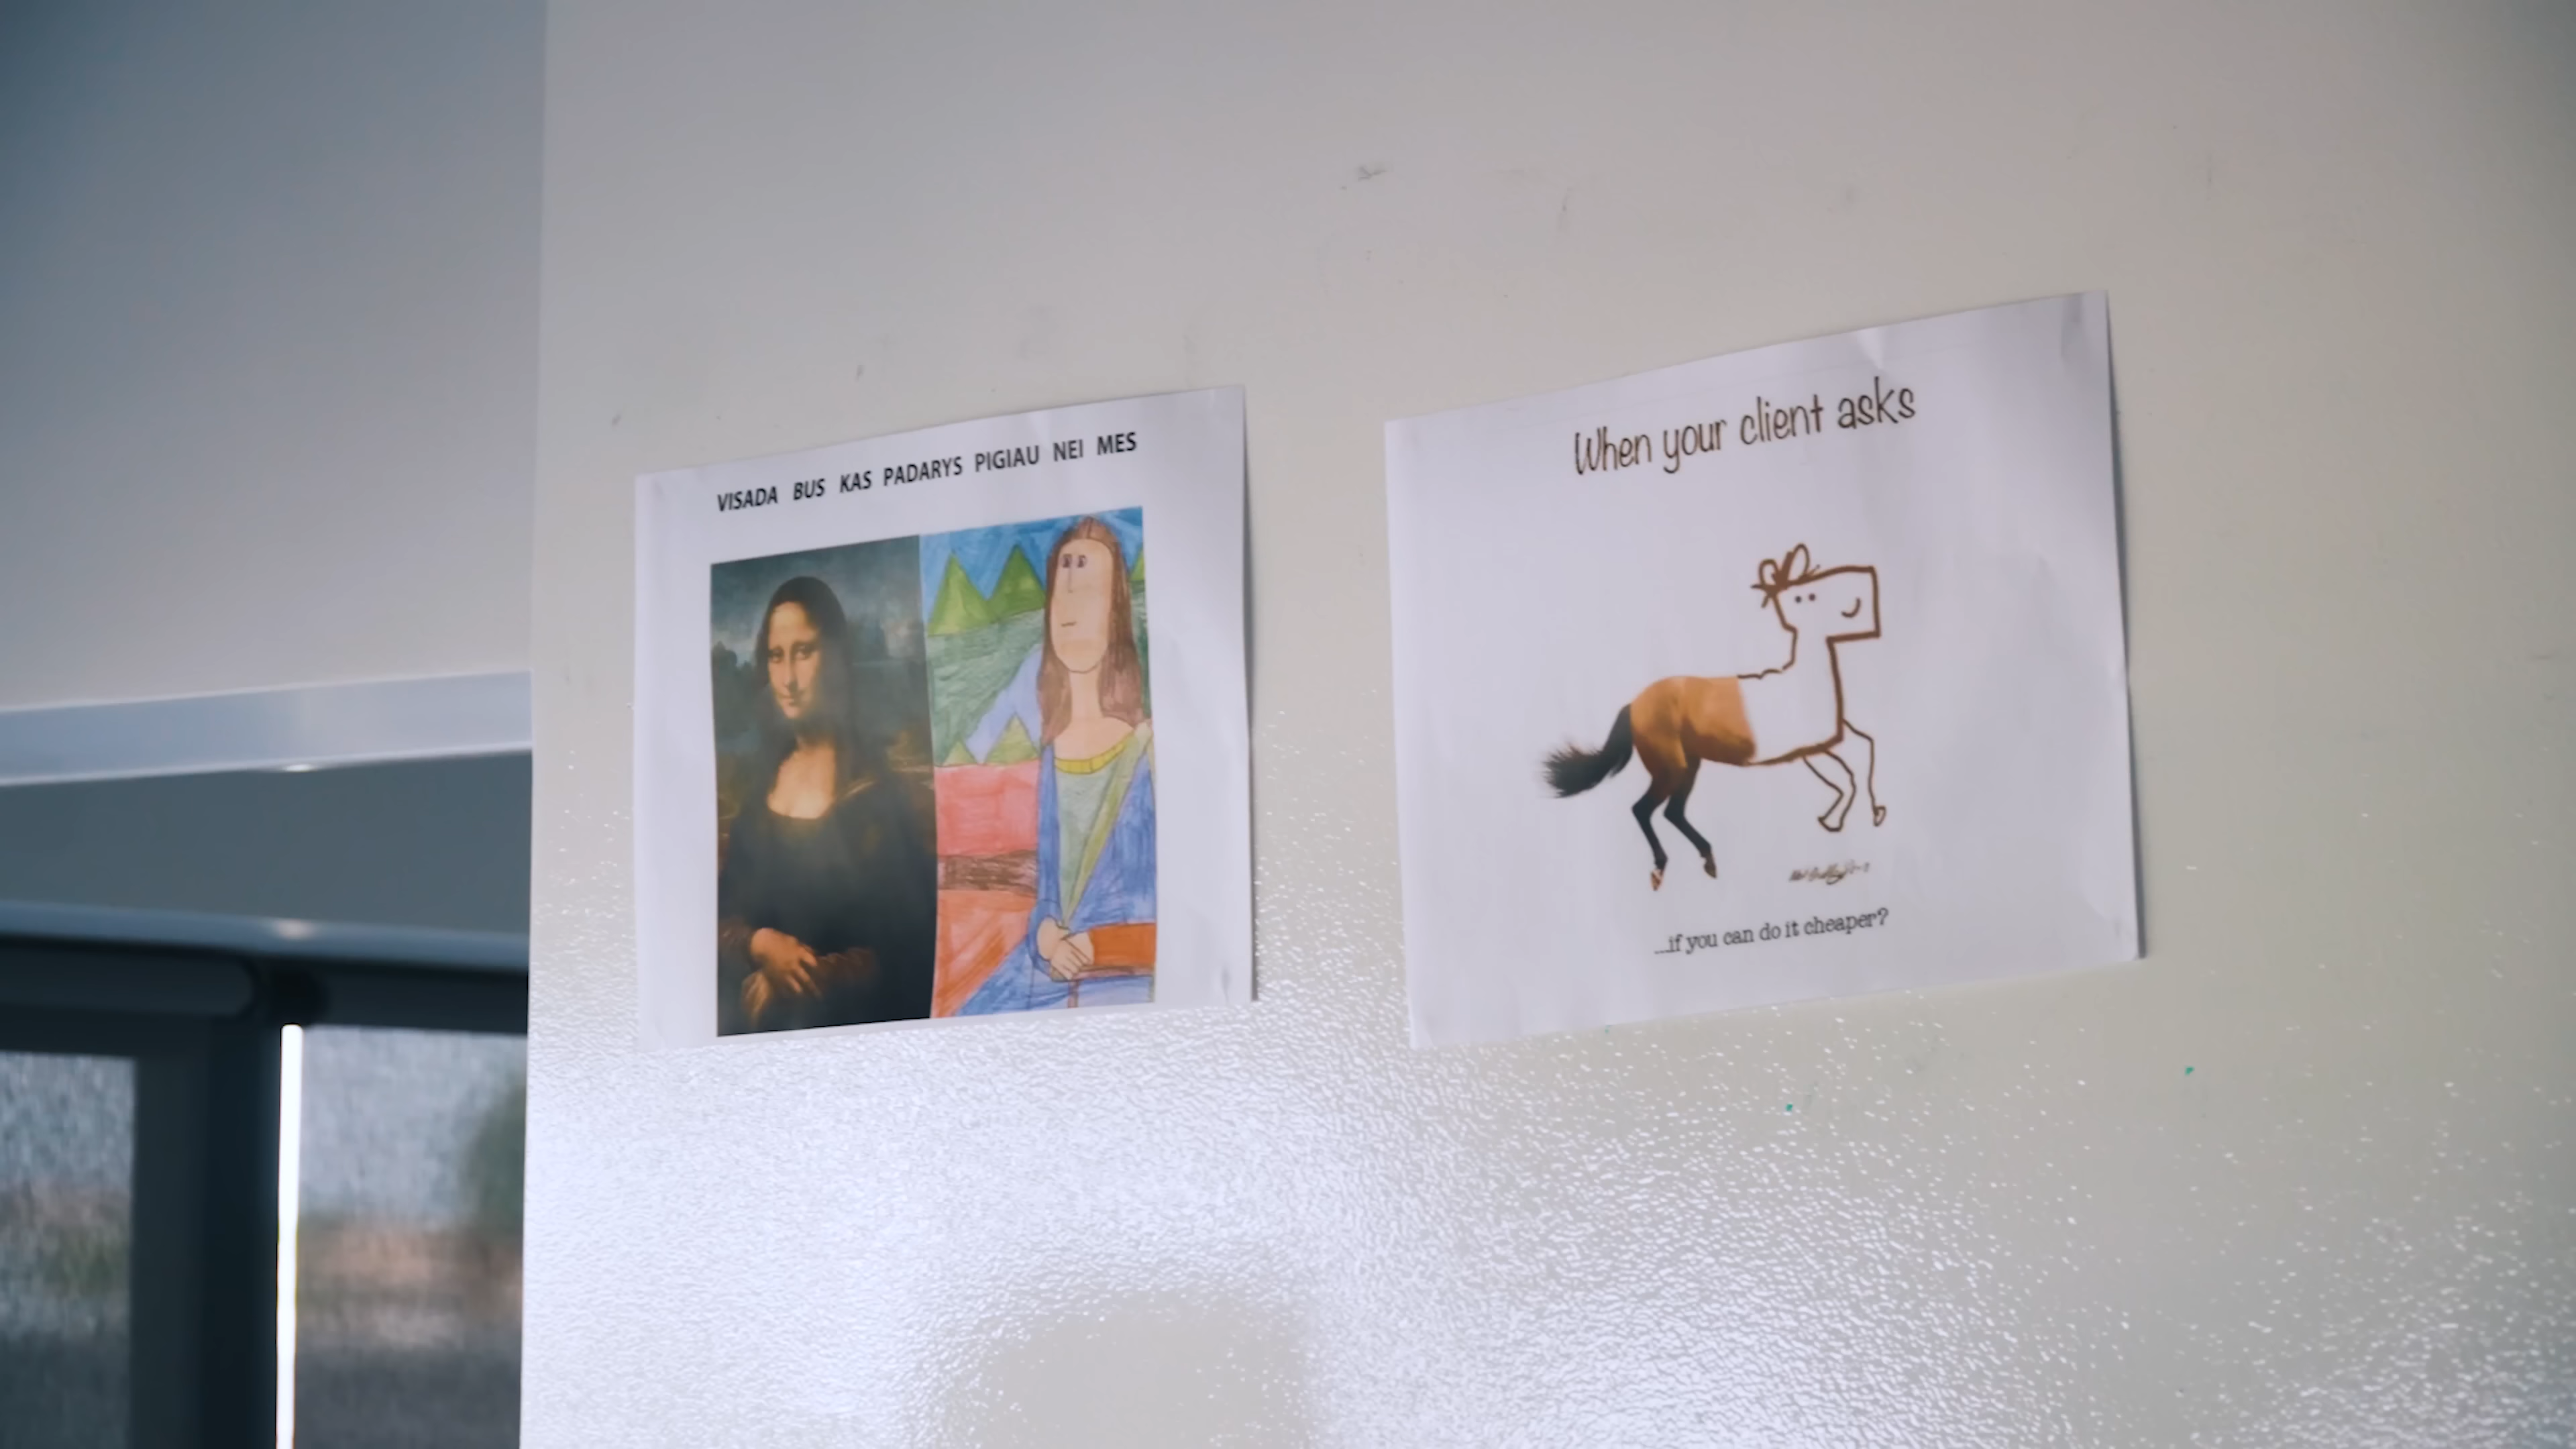 VISADA BUS KAS PADARYS PIGIAU NEI MES
When your client asks
...if you can do it cheaper?